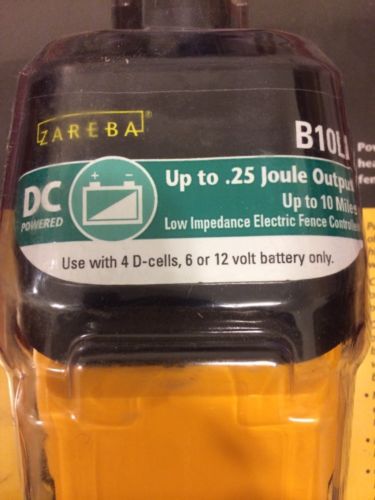 ZAREBA®
B10LI
DC
POWERED
Up to .25 Joule Output
Up to 10 Miles
Low Impedance Electric Fence Controller
Use with 4 D-cells, 6 or 12 volt battery only.